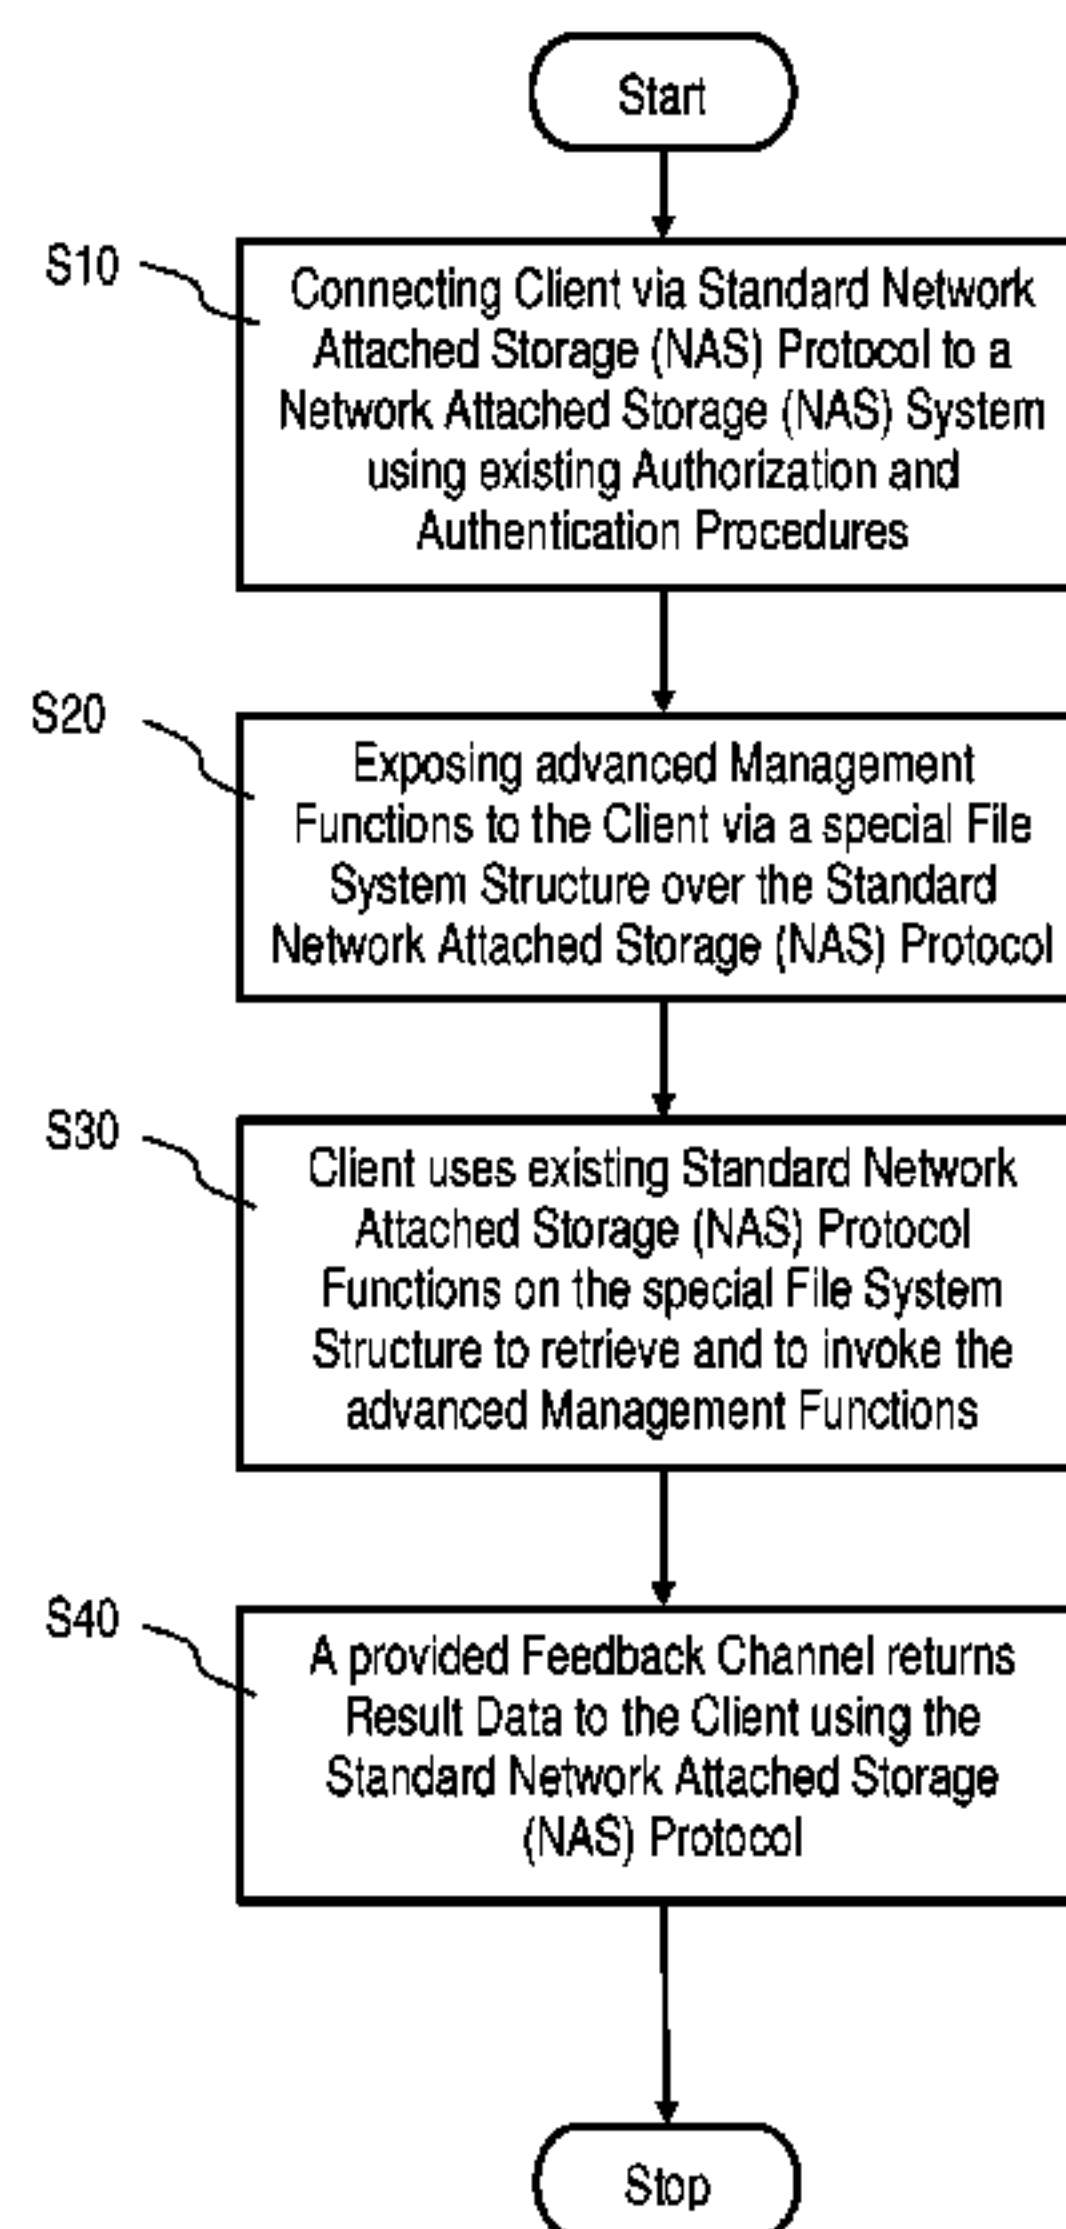 Start
S10
Connecting Client via Standard Network
Attached Storage (NAS) Protocol to a
Network Attached Storage (NAS) System
using existing Authorization and
Authentication Procedures
S20
Exposing advanced Management
Functions to the Client via a special File
System Structure over the Standard
Network Attached Storage (NAS) Protocol
S30
Client uses existing Standard Network
Attached Storage (NAS) Protocol
Functions on the special File System
Structure to retrieve and to invoke the
advanced Management Functions
S40
A provided Feedback Channel returns
Result Data to the Client using the
Standard Network Attached Storage
(NAS) Protocol
Stop